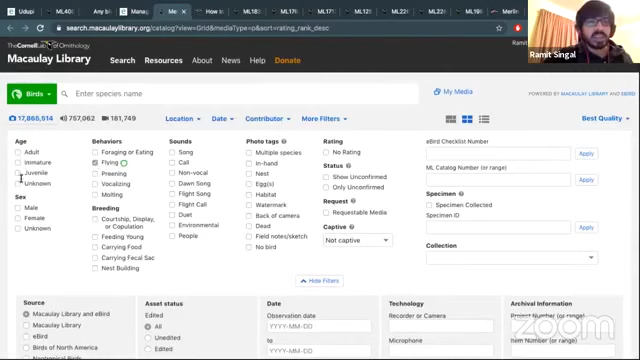 Udupi
ML40
Any bi
Manag
M
How to
ML17
ML17
ML22
ML22
ML22
ML22
Merlin
search.macaulaylibrary.org/catalog?view=Grid&mediaType=p&sort=rating_rank_desc
Ramit Singal
TheCornellLab of Ornithology
Macaulay Library
Search
Resources
About
News
Help
Donate
Birds
Enter species name
My Media
POWERED BY MACAULAY LIBRARY AND EBIRD
17,865,514
757,062
181,749
Location
Date
Contributor
More Filters
Best Quality
Age
Adult
Immature
Juvenile
Unknown
Sex
Male
Female
Unknown
Behaviors
Foraging or Eating
Flying
Preening
Vocalizing
Molting
Breeding
Courtship, Display,
or Copulation
Feeding Young
Carrying Food
Carrying Fecal Sac
Nest Building
Sounds
Song
Call
Non-vocal
Dawn Song
Flight Song
Flight Call
Duet
Environmental
People
Photo tags
Multiple species
In-hand
Nest
Egg(s)
Habitat
Watermark
Back of camera
Dead
Field notes/sketch
No bird
Rating
No Rating
Status
Show Unconfirmed
Only Unconfirmed
Request
Requestable Media
Captive
Not captive
eBird Checklist Number
Apply
ML Catalog Number (or range)
Apply
Specimen
Specimen Collected
Specimen ID
Apply
Collection
Hide Filters
Source
Macaulay Library and eBird
Macaulay Library
eBird
Birds of North America
Asset status
Edited
All
Unedited
Edited
Date
Observation date
YYYY-MM-DD
to
YYYY-MM-DD
Technology
Recorder or Camera
Microphone
Archival Information
Project Number (or range)
Item Number (or range)
zoom